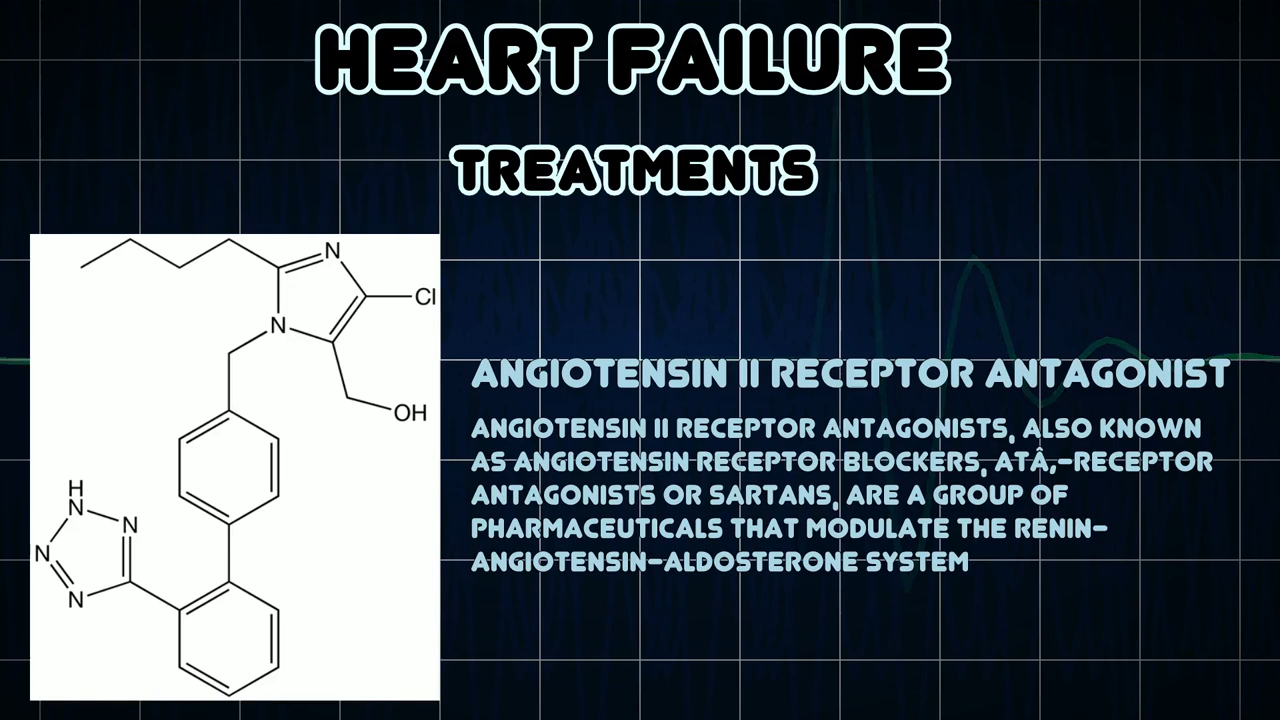 HEART FAILURE
TREATMENTS
N
Cl
N
OH
H
N
N
N
N
ANGIOTENSIN II RECEPTOR ANTAGONIST
ANGIOTENSIN II RECEPTOR ANTAGONISTS, ALSO KNOWN
AS ANGIOTENSIN RECEPTOR BLOCKERS, ATÂ,-RECEPTOR
ANTAGONISTS OR SARTANS, ARE A GROUP OF
PHARMACEUTICALS THAT MODULATE THE RENIN-
ANGIOTENSIN-ALDOSTERONE SYSTEM